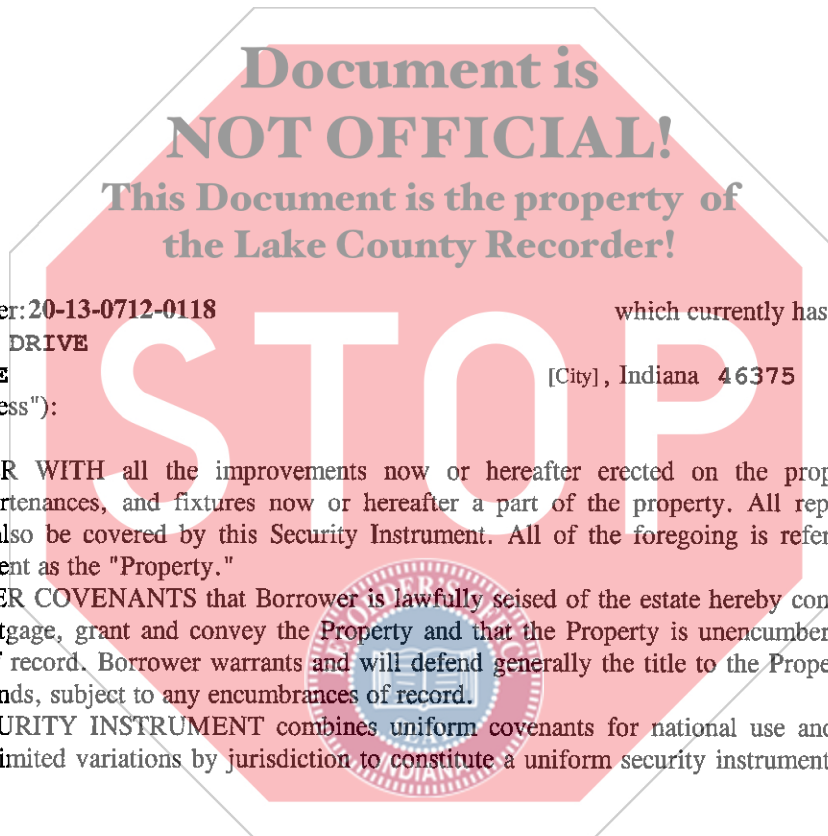 Document is
NOT OFFICIAL!
This Document is the property of
the Lake County Recorder!
er: 20-13-0712-0118 which currently has
DRIVE
E [City], Indiana 46375
ess"):
STOP
R WITH all the improvements now or hereafter erected on the prop
rtenances, and fixtures now or hereafter a part of the property. All rep
also be covered by this Security Instrument. All of the foregoing is refer
ent as the "Property."
ER COVENANTS that Borrower is lawfully seised of the estate hereby con
tgage, grant and convey the Property and that the Property is unencumber
f record. Borrower warrants and will defend generally the title to the Prope
nds, subject to any encumbrances of record.
URITY INSTRUMENT combines uniform covenants for national use and
imited variations by jurisdiction to constitute a uniform security instrument
SEAL
INDIANA